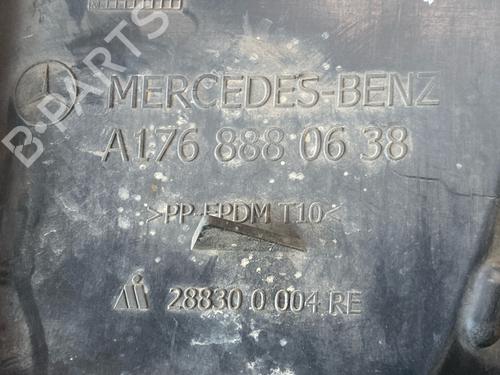 MERCEDES-BENZ
A176 888 06 38
>PP-EPDM T10<
28830 0 004 RE
B-PARTS